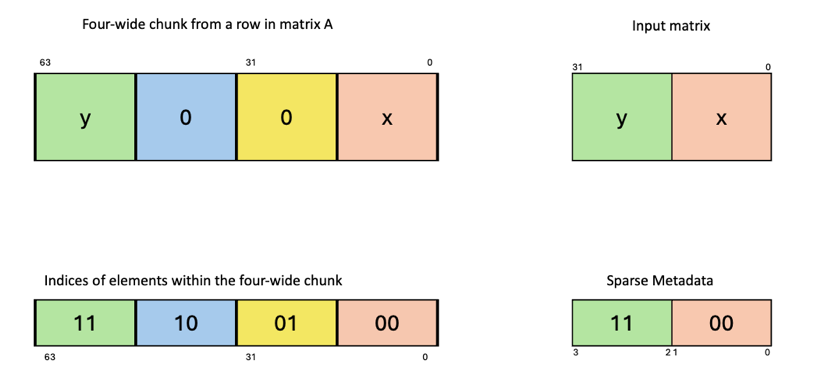 Four-wide chunk from a row in matrix A
Input matrix
63 31 0
31 0
y 0 0 x
y x
Indices of elements within the four-wide chunk
Sparse Metadata
11 10 01 00
11 00
63 31 0
3 2 1 0